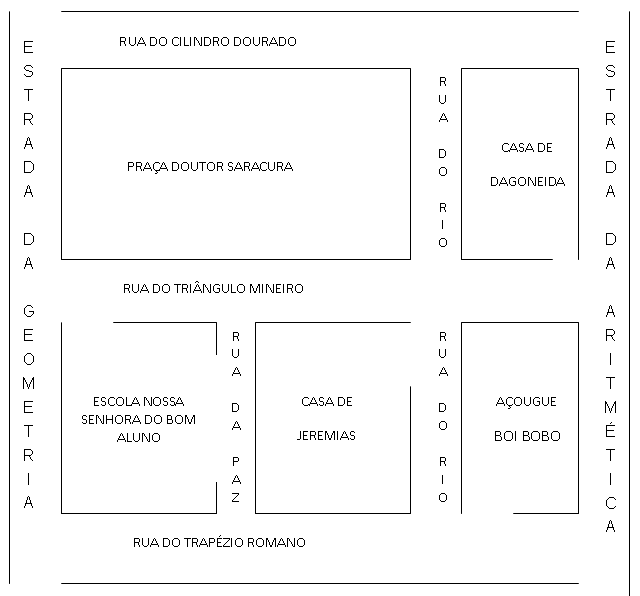 RUA DO CILINDRO DOURADO
ESTRADA DA GEOMETRIA
ESTRADA DA ARITMÉTICA
RUA DO RIO
PRAÇA DOUTOR SARACURA
CASA DE
DAGONEIDA
RUA DO TRIÂNGULO MINEIRO
RUA DA PAZ
RUA DO RIO
ESCOLA NOSSA
SENHORA DO BOM
ALUNO
CASA DE
JEREMIAS
AÇOUGUE
BOI BOBO
RUA DO TRAPÉZIO ROMANO